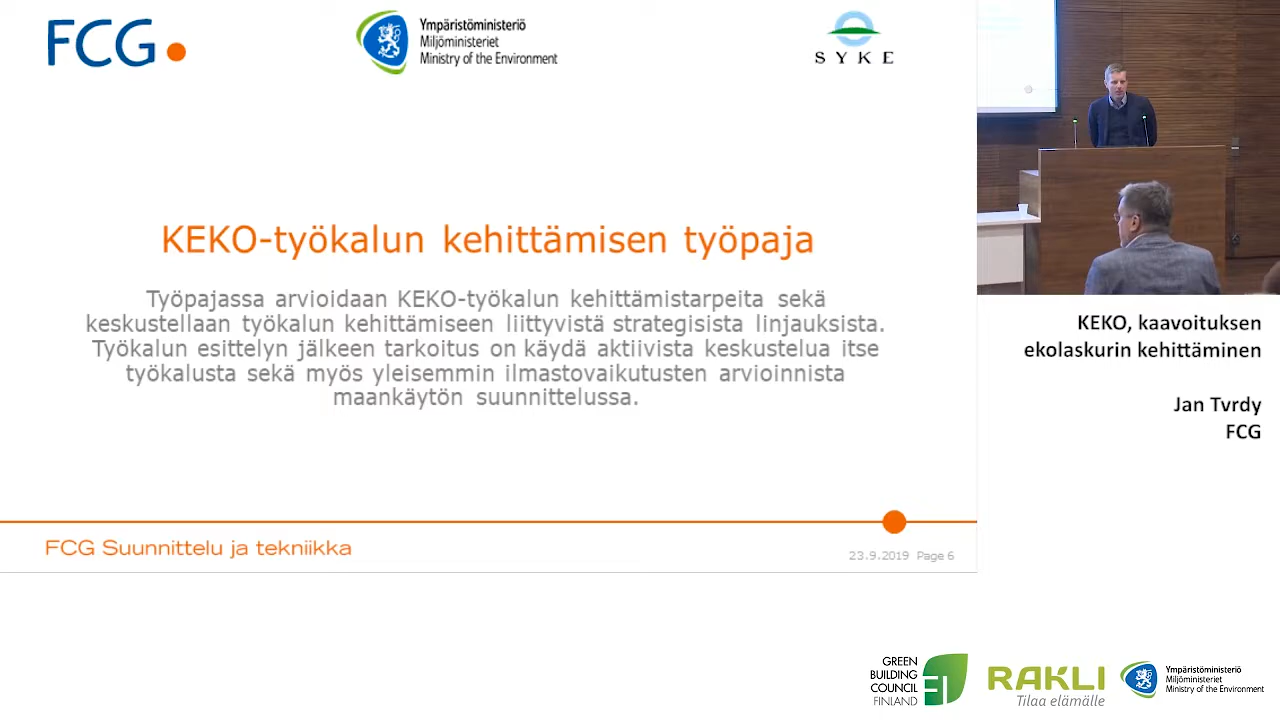 FCG
Ympäristöministeriö
Miljöministeriet
Ministry of the Environment
SYKE
KEKO-työkalun kehittämisen työpaja
Työpajassa arvioidaan KEKO-työkalun kehittämistarpeita sekä
keskustellaan työkalun kehittämiseen liittyvistä strategisista linjauksista.
Työkalun esittelyn jälkeen tarkoitus on käydä aktiivista keskustelua itse
työkalusta sekä myös yleisemmin ilmastovaikutusten arvioinnista
maankäytön suunnittelussa.
FCG Suunnittelu ja tekniikka
23.9.2019 Page 6
KEKO, kaavoituksen
ekolaskurin kehittäminen
Jan Tvrdy
FCG
GREEN
BUILDING
COUNCIL
FINLAND
FI
RAKLI
Tilaa elämälle
Ympäristöministeriö
Miljöministeriet
Ministry of the Environment